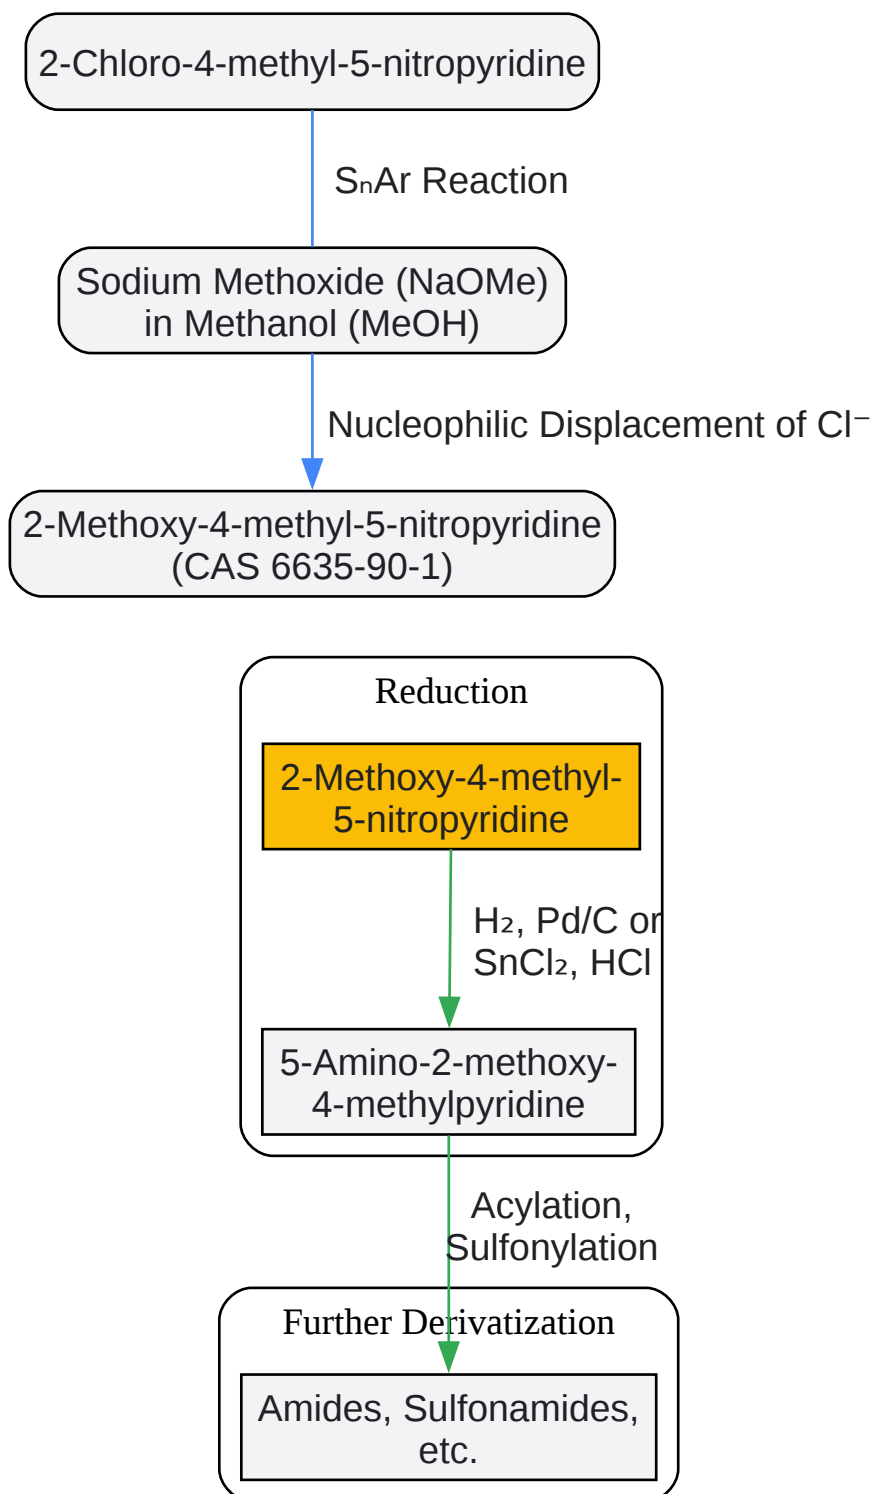 2-Chloro-4-methyl-5-nitropyridine
SₙAr Reaction
Sodium Methoxide (NaOMe)
in Methanol (MeOH)
Nucleophilic Displacement of Cl⁻
2-Methoxy-4-methyl-5-nitropyridine
(CAS 6635-90-1)
Reduction
2-Methoxy-4-methyl-
5-nitropyridine
H₂, Pd/C or
SnCl₂, HCl
5-Amino-2-methoxy-
4-methylpyridine
Acylation,
Sulfonylation
Further Derivatization
Amides, Sulfonamides,
etc.